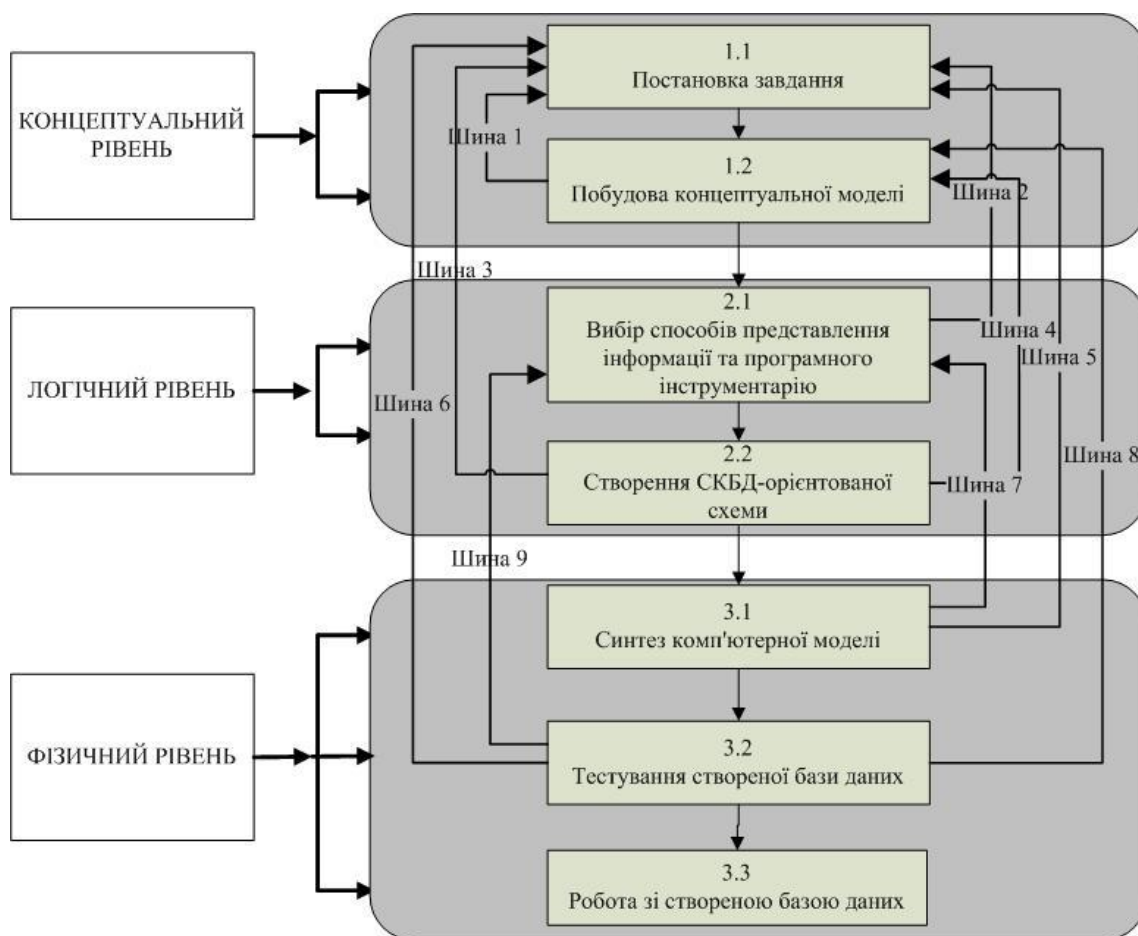 КОНЦЕПТУАЛЬНИЙ
РІВЕНЬ
1.1
Постановка завдання
Шина 1
1.2
Побудова концептуальної моделі
Шина 2
Шина 3
ЛОГІЧНИЙ РІВЕНЬ
2.1
Вибір способів представлення
інформації та програмного
інструментарію
Шина 4
Шина 5
Шина 6
2.2
Створення СКБД-орієнтованої
схеми
Шина 7
Шина 8
Шина 9
ФІЗИЧНИЙ РІВЕНЬ
3.1
Синтез комп'ютерної моделі
3.2
Тестування створеної бази даних
3.3
Робота зі створеною базою даних